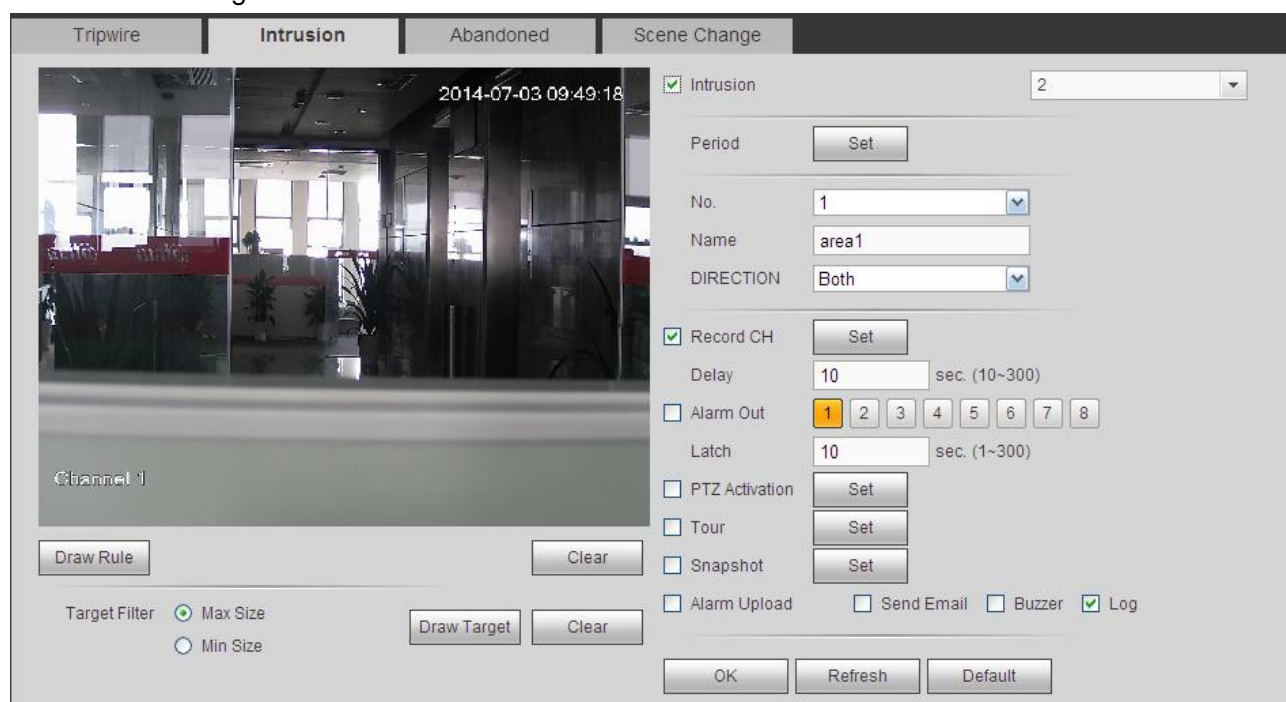 Tripwire Intrusion Abandoned Scene Change
2014-07-03 09:49:18
Channel 1
Draw Rule Clear
Target Filter Max Size
Min Size
Draw Target Clear
Intrusion 2
Period Set
No. 1
Name area1
DIRECTION Both
Record CH Set
Delay 10 sec. (10~300)
Alarm Out 1 2 3 4 5 6 7 8
Latch 10 sec. (1~300)
PTZ Activation Set
Tour Set
Snapshot Set
Alarm Upload Send Email Buzzer Log
OK Refresh Default